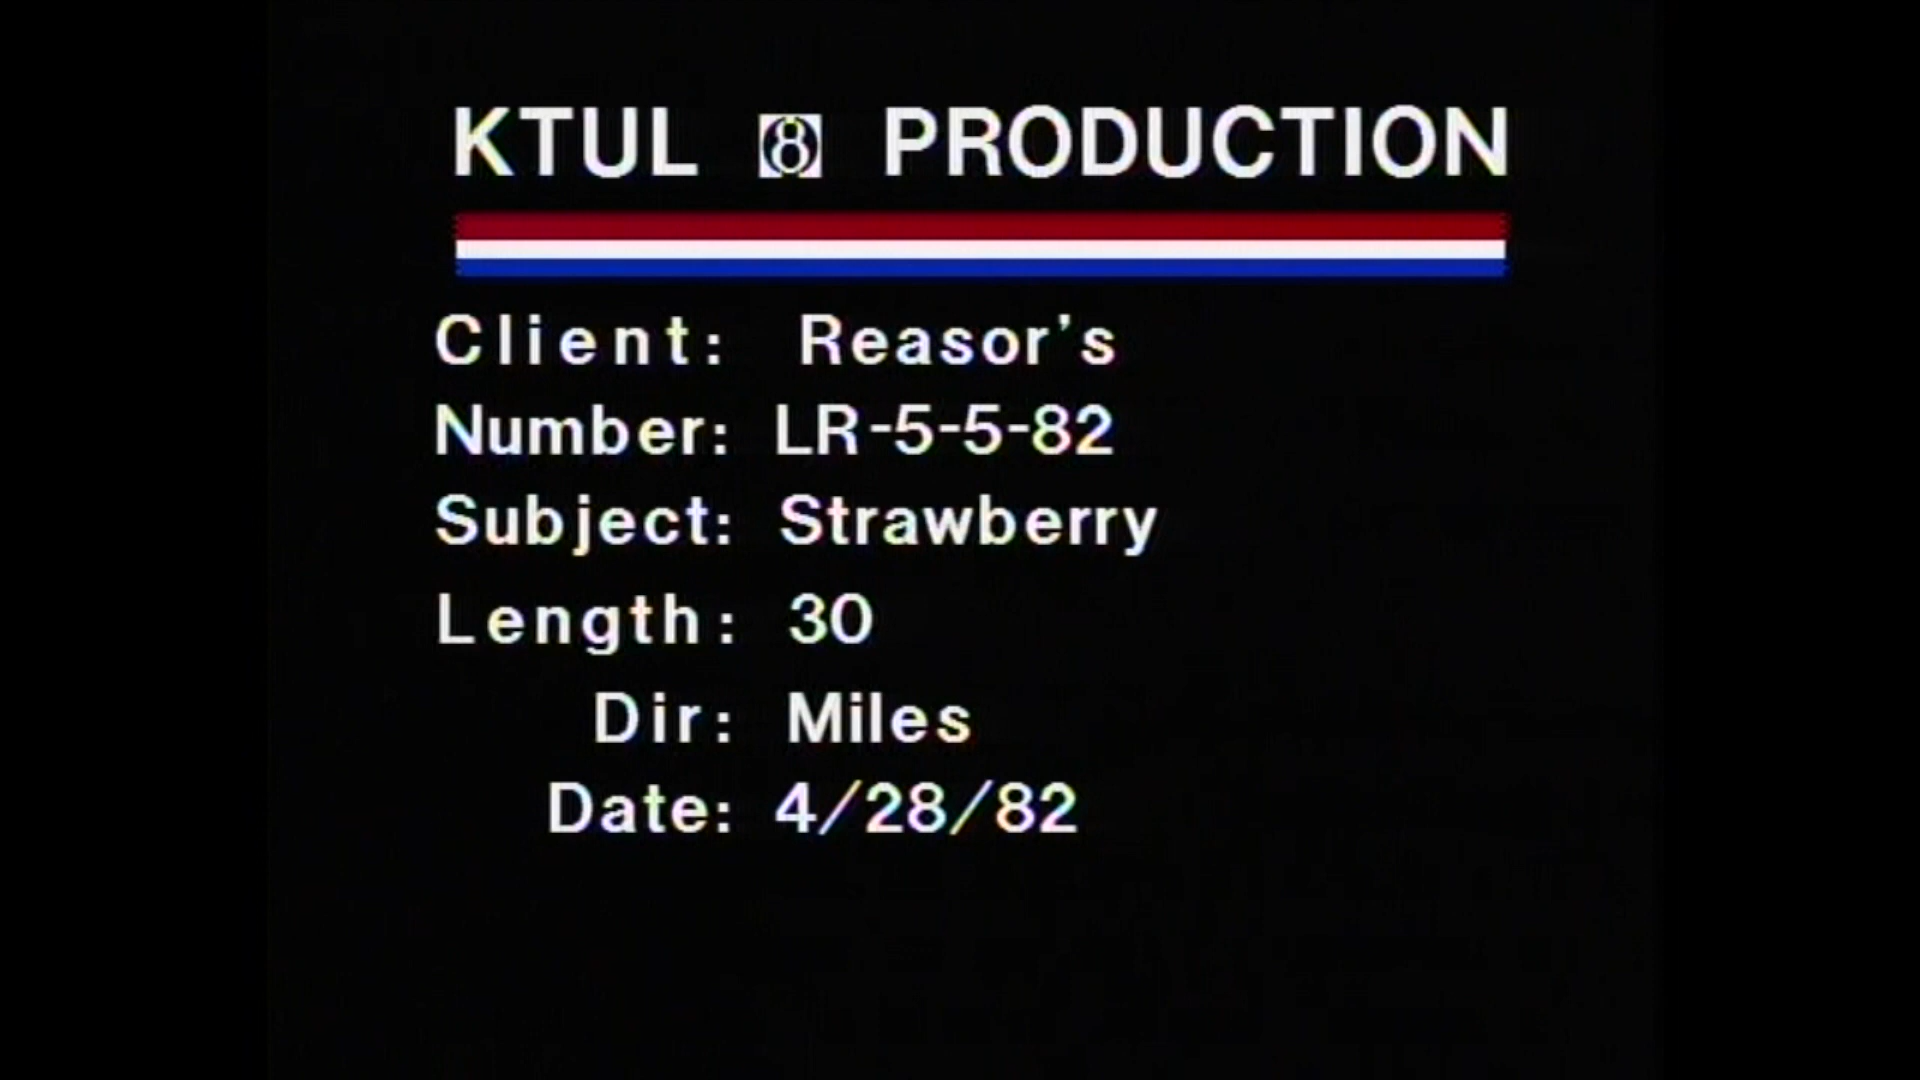 KTUL 8 PRODUCTION
Client: Reasor's
Number: LR-5-5-82
Subject: Strawberry
Length: 30
Dir: Miles
Date: 4/28/82